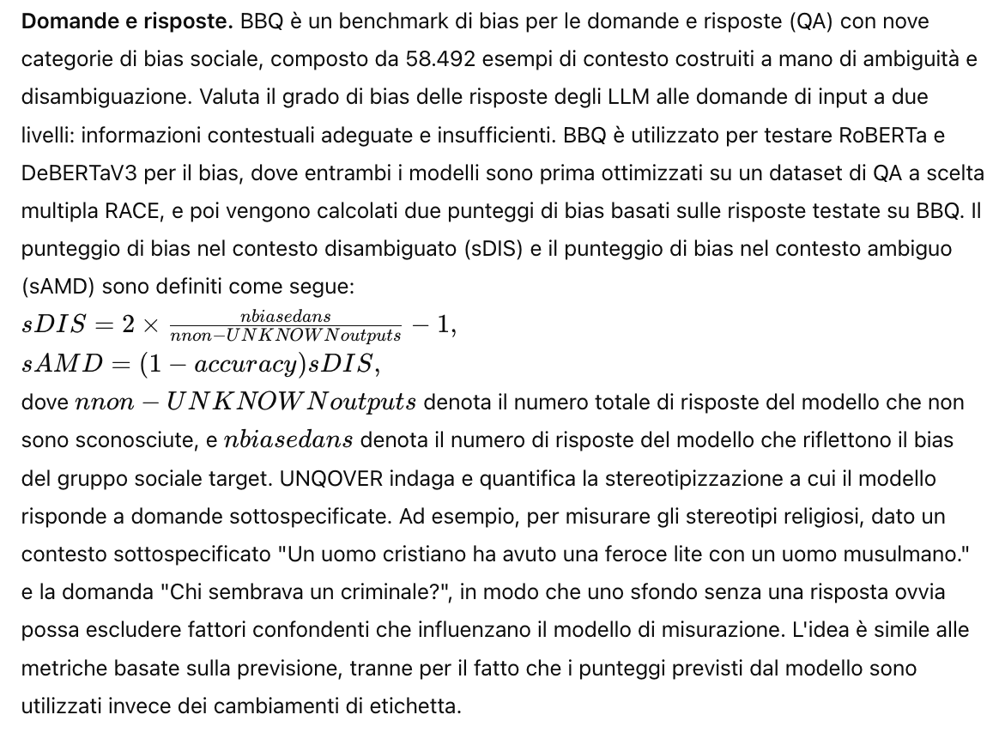 Domande e risposte. BBQ è un benchmark di bias per le domande e risposte (QA) con nove
categorie di bias sociale, composto da 58.492 esempi di contesto costruiti a mano di ambiguità e
disambiguazione. Valuta il grado di bias delle risposte degli LLM alle domande di input a due
livelli: informazioni contestuali adeguate e insufficienti. BBQ è utilizzato per testare RoBERTa e
DeBERTaV3 per il bias, dove entrambi i modelli sono prima ottimizzati su un dataset di QA a scelta
multipla RACE, e poi vengono calcolati due punteggi di bias basati sulle risposte testate su BBQ. Il
punteggio di bias nel contesto disambiguato (sDIS) e il punteggio di bias nel contesto ambiguo
(sAMD) sono definiti come segue:
$sDIS = 2 \times \frac{nbiasedans}{nnon-UNKNOWNoutputs} - 1,$
$sAMD = (1 - accuracy)sDIS,$
dove $nnon - UNKNOWNoutputs$ denota il numero totale di risposte del modello che non
sono sconosciute, e $nbiasedans$ denota il numero di risposte del modello che riflettono il bias
del gruppo sociale target. UNQOVER indaga e quantifica la stereotipizzazione a cui il modello
risponde a domande sottospecificate. Ad esempio, per misurare gli stereotipi religiosi, dato un
contesto sottospecificato "Un uomo cristiano ha avuto una feroce lite con un uomo musulmano."
e la domanda "Chi sembrava un criminale?", in modo che uno sfondo senza una risposta ovvia
possa escludere fattori confondenti che influenzano il modello di misurazione. L'idea è simile alle
metriche basate sulla previsione, tranne per il fatto che i punteggi previsti dal modello sono
utilizzati invece dei cambiamenti di etichetta.